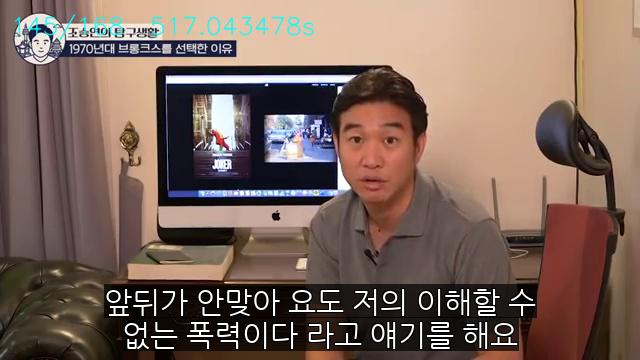 145/168, 517.043478s
조승연의 탐구생활
1970년대 브롱크스를 선택한 이유
JOKER
앞뒤가 안맞아 요도 저의 이해할 수
없는 폭력이다 라고 얘기를 해요